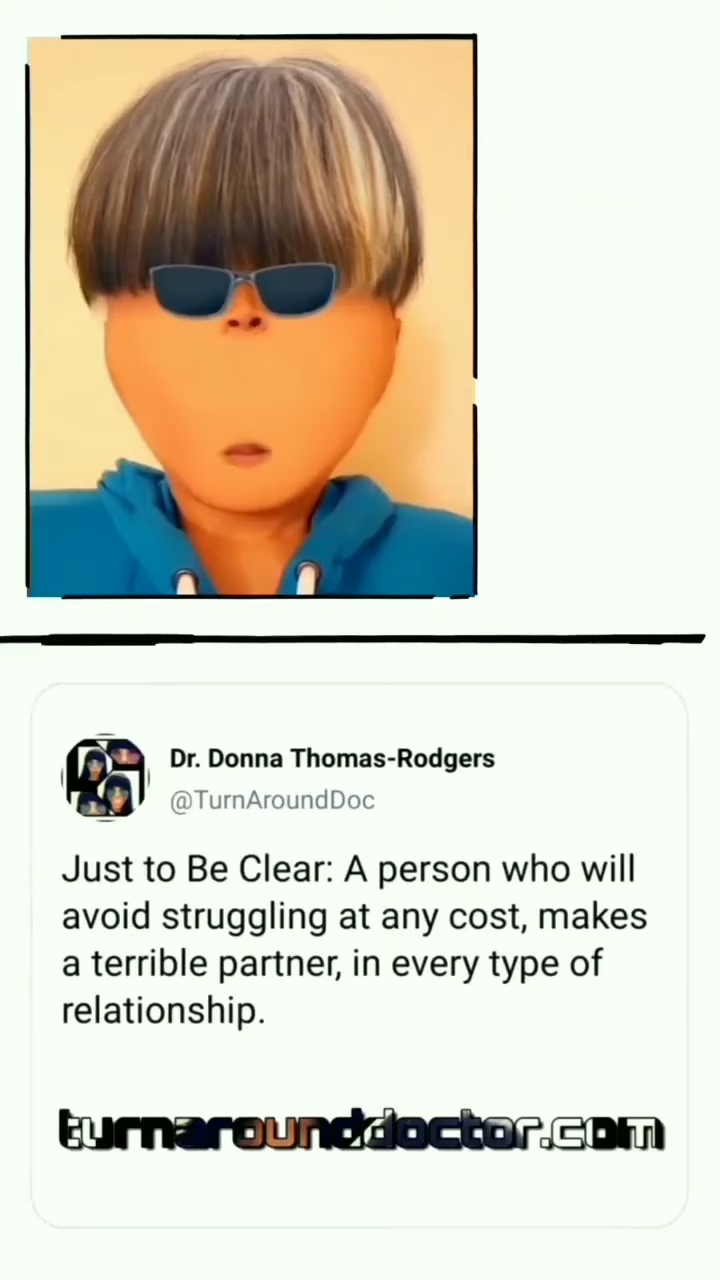 Dr. Donna Thomas-Rodgers
@TurnAroundDoc
Just to Be Clear: A person who will
avoid struggling at any cost, makes
a terrible partner, in every type of
relationship.
turnarounddoctor.com